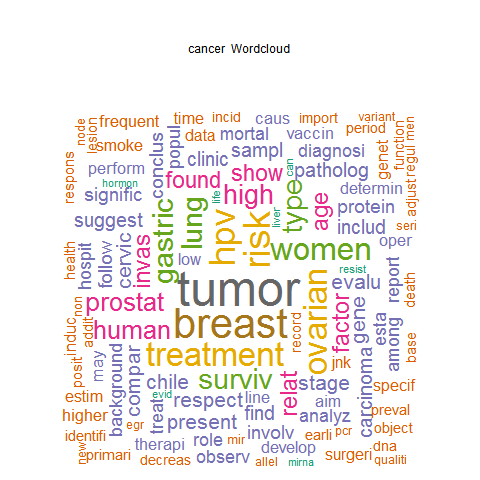 cancer Wordcloud
frequent
time
incid
caus
import
variant
node
lesion
smoke
popul
data
mortal
vaccin
period
men
function
regul
adjust
genet
respons
perform
conclus
clinic
sampl
diagnosi
hormon
signific
found
show
can
patholog
determin
high
life
type
age
protein
suggest
gastric
lung
hpv
risk
liver
women
includ
seri
oper
health
hospit
follow
cervic
invas
low
resist
evalu
report
death
non
addit
prostat
tumor
ovarian
factor
gene
esta
among
base
human
breast
record
induc
posit
may
background
compar
treatment
jnk
carcinoma
estim
chile
surviv
relat
stage
specif
higher
treat
evid
respect
line
aim
preval
identifi
egr
present
find
analyz
object
new
primari
therapi
role
mir
involv
earli
pcr
dna
decreas
observ
develop
surgeri
qualiti
allel
mirna